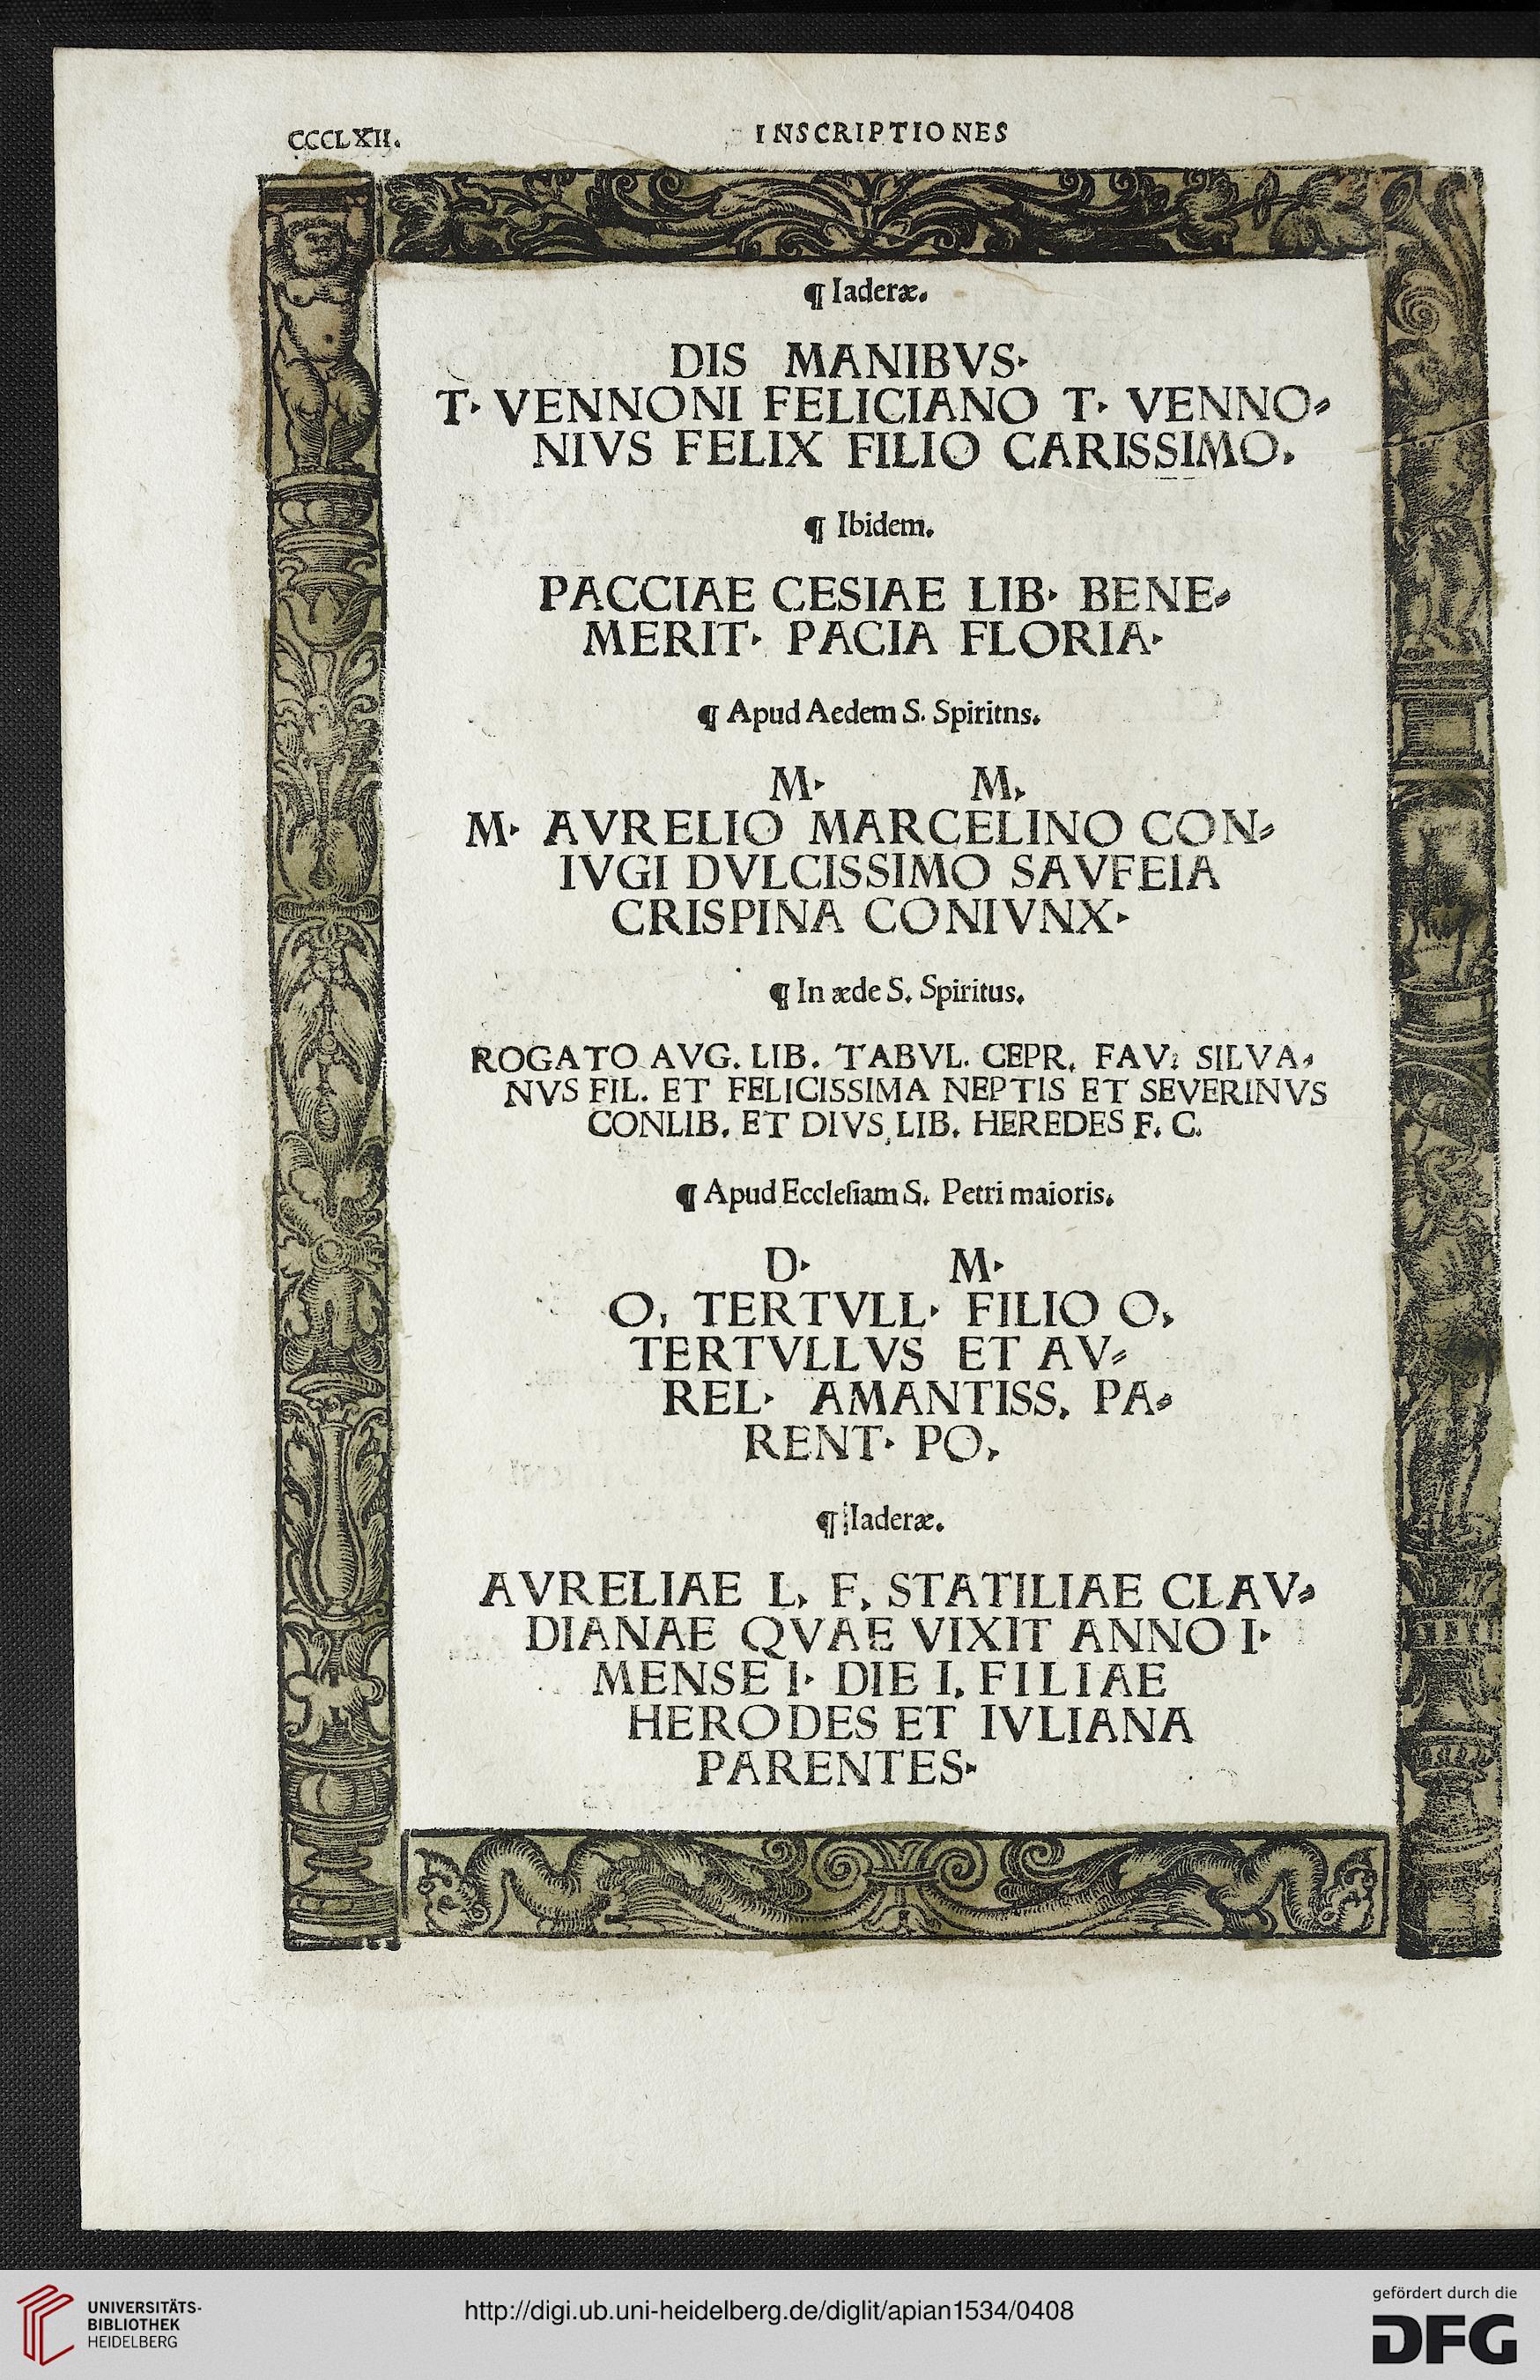 CCCLXII.
INSCRIPTIONES
¶ Iaderæ.
DIS MANIBVS·
T· VENNONI FELICIANO T· VENNO⸗
NIVS FELIX FILIO CARISSIMO.
¶ Ibidem.
PACCIAE CESIAE LIB· BENE⸗
MERIT· PACIA FLORIA·
¶ Apud Aedem S. Spiritns.
M· M.
M· AVRELIO MARCELINO CON⸗
IVGI DVLCISSIMO SAVFEIA
CRISPINA CONIVNX·
¶ In æde S. Spiritus.
ROGATO AVG. LIB. TABVL. CEPR. FAV: SILVA⸗
NVS FIL. ET FELICISSIMA NEPTIS ET SEVERINVS
CONLIB. ET DIVS LIB. HEREDES F. C.
¶ Apud Eccleſiam S. Petri maioris.
D· M·
O, TERTVLL· FILIO O,
TERTVLLVS ET AV⸗
REL· AMANTISS. PA⸗
RENT· PO,
¶ Iaderæ.
AVRELIAE L, F, STATILIAE CLAV⸗
DIANAE QVAE VIXIT ANNO I·
MENSE I· DIE I. FILIAE
HERODES ET IVLIANA
PARENTES·
UNIVERSITÄTS-
BIBLIOTHEK
HEIDELBERG
http://digi.ub.uni-heidelberg.de/diglit/apian1534/0408
gefördert durch die
DFG